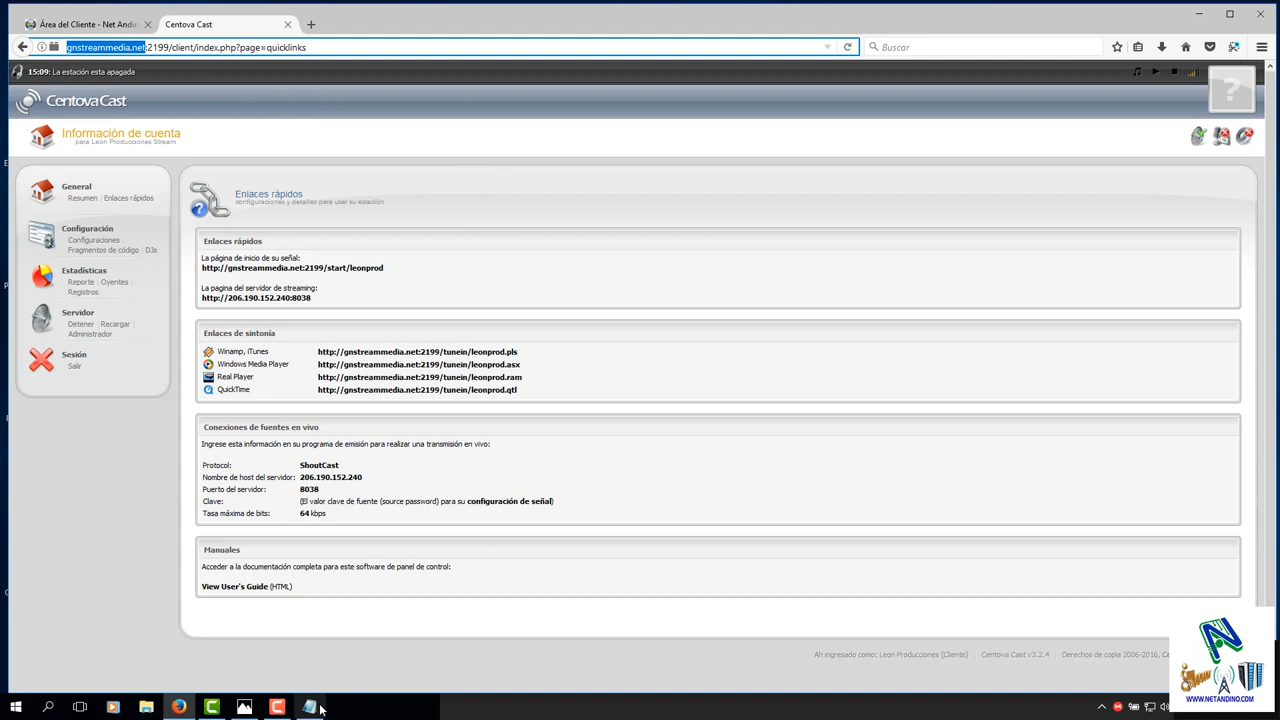 Área del Cliente - Net Andin
Centova Cast
gnstreammedia.net:2199/client/index.php?page=quicklinks
Buscar
15:09: La estación esta apagada
CentovaCast
Información de cuenta
para Leon Producciones Stream
General
Resumen | Enlaces rápidos
Configuración
Configuraciones
Fragmentos de código | DJs
Estadísticas
Reporte | Oyentes
Registros
Servidor
Detener | Recargar
Administrador
Sesión
Salir
Enlaces rápidos
configuraciones y detalles para usar su estación
Enlaces rápidos
La página de inicio de su señal:
http://gnstreammedia.net:2199/start/leonprod
La pagina del servidor de streaming:
http://206.190.152.240:8038
Enlaces de sintonía
Winamp, iTunes http://gnstreammedia.net:2199/tunein/leonprod.pls
Windows Media Player http://gnstreammedia.net:2199/tunein/leonprod.asx
Real Player http://gnstreammedia.net:2199/tunein/leonprod.ram
QuickTime http://gnstreammedia.net:2199/tunein/leonprod.qtl
Conexiones de fuentes en vivo
Ingrese esta información en su programa de emisión para realizar una transmisión en vivo:
Protocol: ShoutCast
Nombre de host del servidor: 206.190.152.240
Puerto del servidor: 8038
Clave: (El valor clave de fuente (source password) para su configuración de señal)
Tasa máxima de bits: 64 kbps
Manuales
Acceder a la documentación completa para este software de panel de control:
View User's Guide (HTML)
Ah ingresado como: Leon Producciones (Cliente) Centova Cast v3.2.4 Derechos de copia 2006-2016, Ce
WWW.NETANDINO.COM